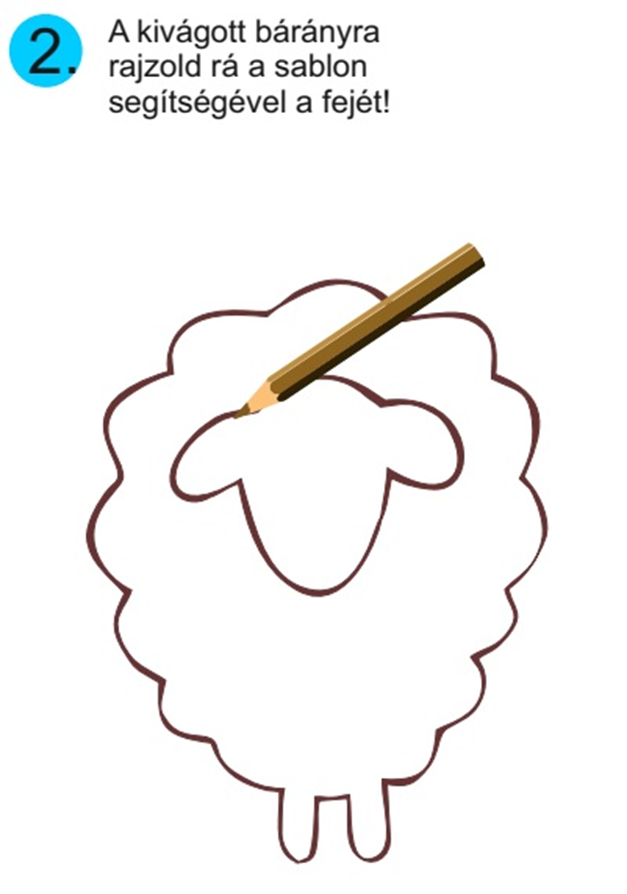 2.
A kivágott bárányra
rajzold rá a sablon
segítségével a fejét!